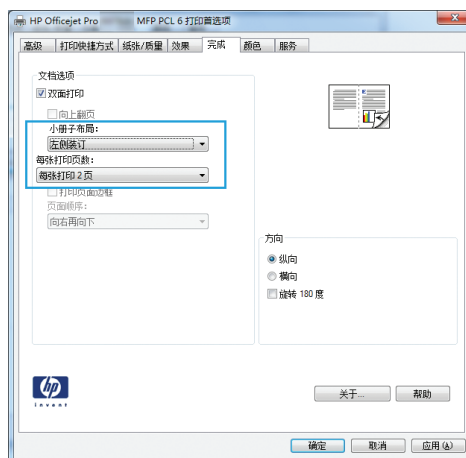 HP Officejet Pro MFP PCL 6 打印首选项
高级 打印快捷方式 纸张/质量 效果 完成 颜色 服务
文档选项
双面打印
向上翻页
小册子布局：
左侧装订
每张打印页数：
每张打印 2 页
打印页面边框
页面顺序：
向右再向下
方向
纵向
横向
旋转 180 度
hp
invent
关于... 帮助
确定 取消 应用(A)